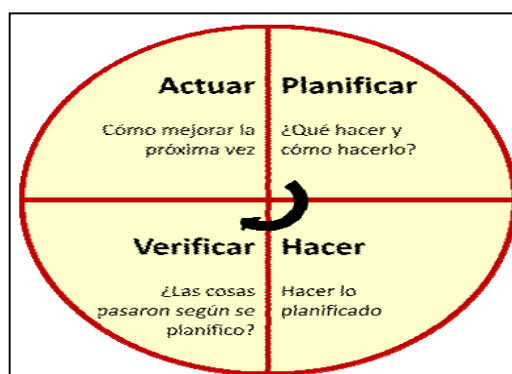 Actuar
Cómo mejorar la
próxima vez
Planificar
¿Qué hacer y
cómo hacerlo?
Verificar
¿Las cosas
pasaron según se
planífico?
Hacer
Hacer lo
planificado